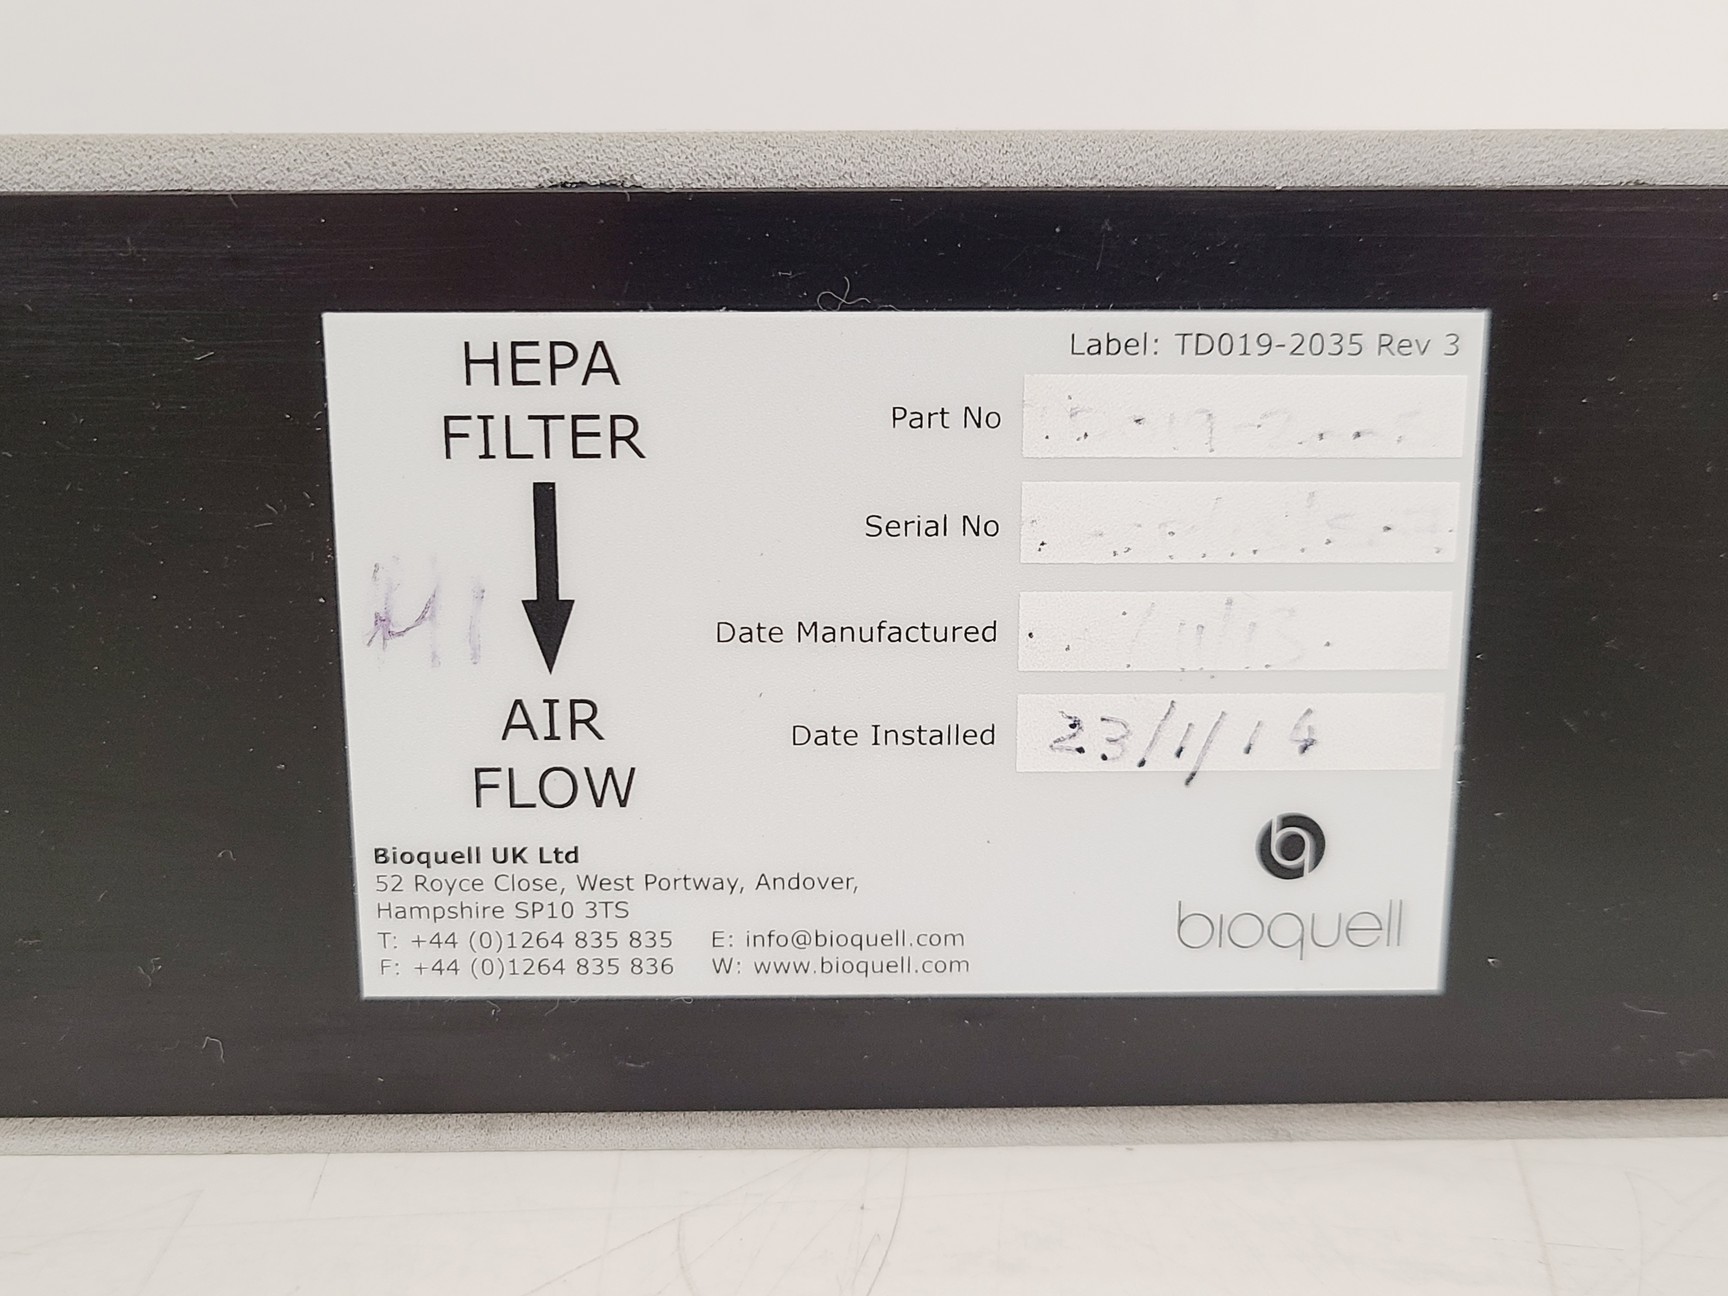 HEPA
FILTER
AIR
FLOW
Label: TD019-2035 Rev 3
Part No
Serial No
Date Manufactured
Date Installed 23/1/14
Bioquell UK Ltd
52 Royce Close, West Portway, Andover,
Hampshire SP10 3TS
T: +44 (0)1264 835 835 E: info@bioquell.com
F: +44 (0)1264 835 836 W: www.bioquell.com
bioquell